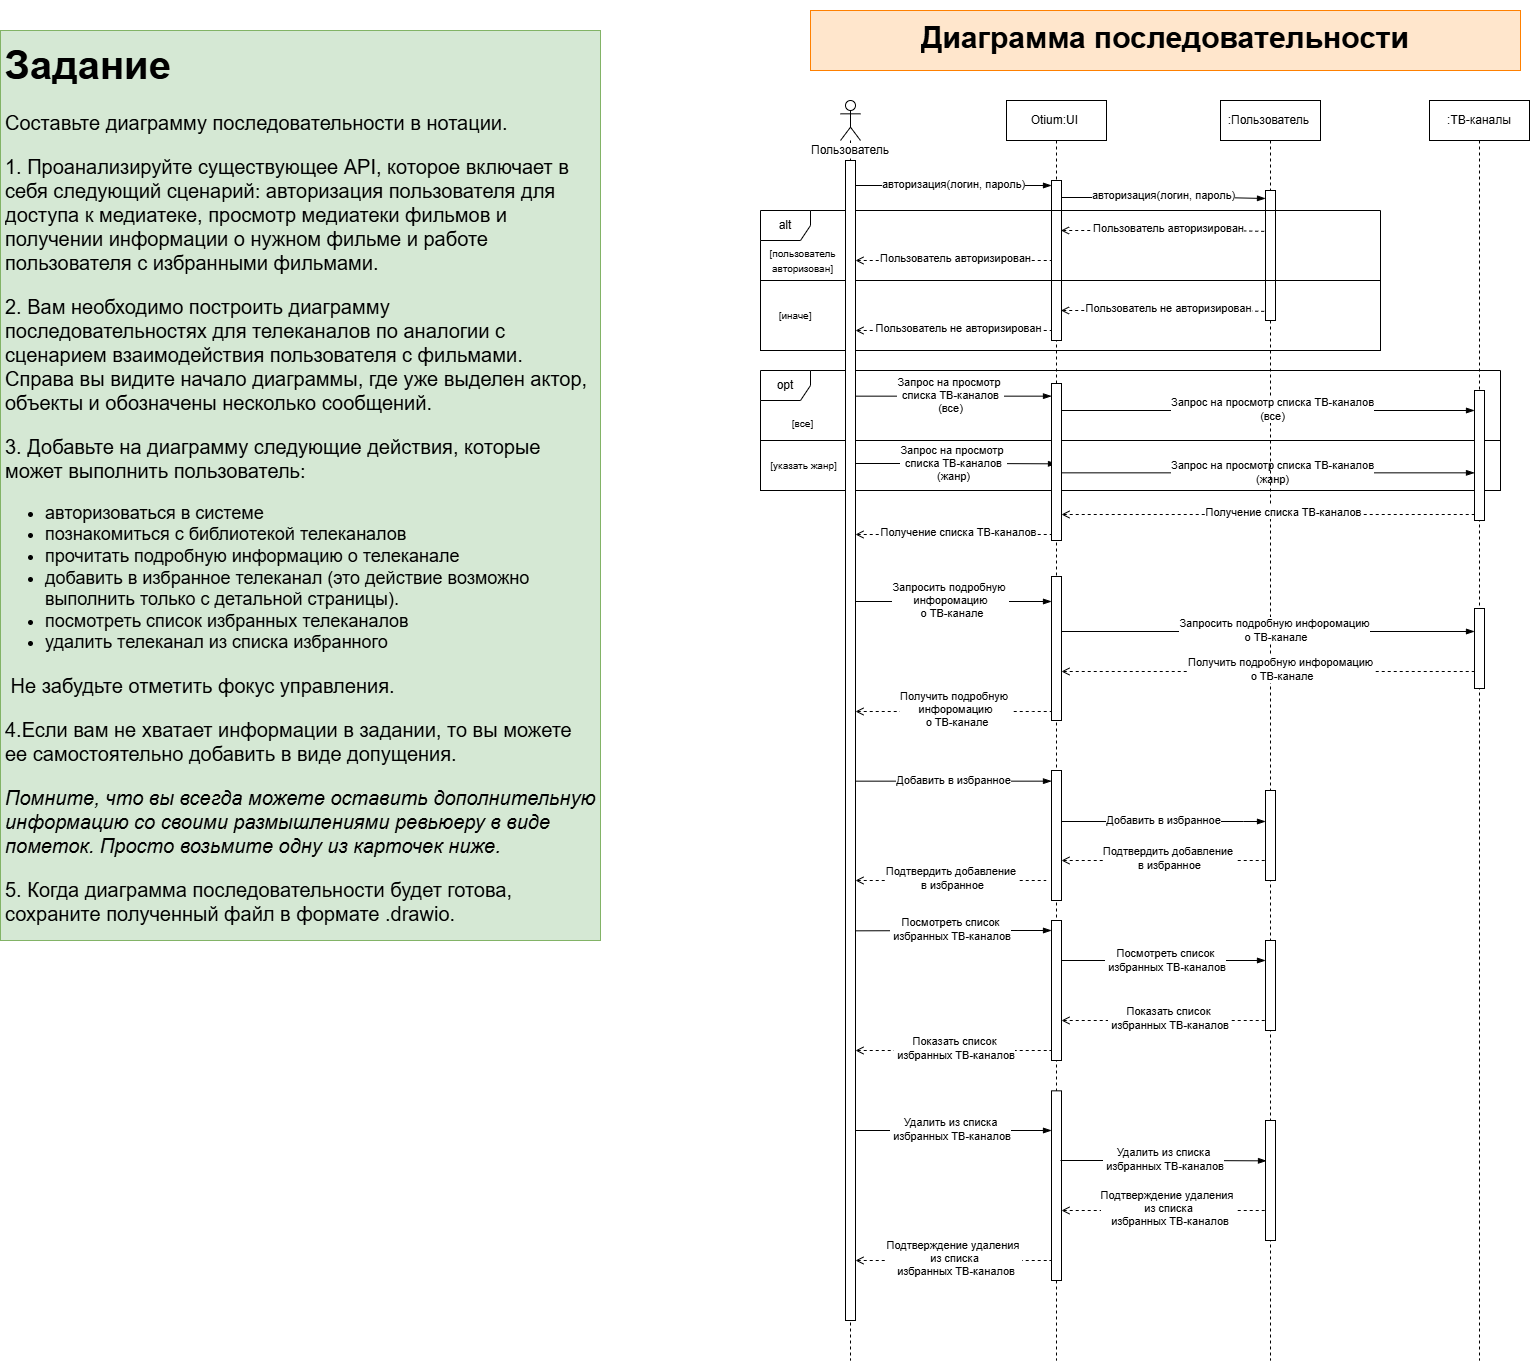 Задание
Составьте диаграмму последовательности в нотации.
1. Проанализируйте существующее API, которое включает в
себя следующий сценарий: авторизация пользователя для
доступа к медиатеке, просмотр медиатеки фильмов и
получении информации о нужном фильме и работе
пользователя с избранными фильмами.
2. Вам необходимо построить диаграмму
последовательностях для телеканалов по аналогии с
сценарием взаимодействия пользователя с фильмами.
Справа вы видите начало диаграммы, где уже выделен актор,
объекты и обозначены несколько сообщений.
3. Добавьте на диаграмму следующие действия, которые
может выполнить пользователь:
• авторизоваться в системе
• познакомиться с библиотекой телеканалов
• прочитать подробную информацию о телеканале
• добавить в избранное телеканал (это действие возможно
выполнить только с детальной страницы).
• посмотреть список избранных телеканалов
• удалить телеканал из списка избранного
Не забудьте отметить фокус управления.
4.Если вам не хватает информации в задании, то вы можете
ее самостоятельно добавить в виде допущения.
Помните, что вы всегда можете оставить дополнительную
информацию со своими размышлениями ревьюеру в виде
пометок. Просто возьмите одну из карточек ниже.
5. Когда диаграмма последовательности будет готова,
сохраните полученный файл в формате .drawio.
Диаграмма последовательности
Пользователь
Otium:UI
:Пользователь
:ТВ-каналы
авторизация(логин, пароль)
авторизация(логин, пароль)
alt
[пользователь
авторизован]
Пользователь авторизирован
Пользователь авторизирован
[иначе]
Пользователь не авторизирован
Пользователь не авторизирован
opt
[все]
Запрос на просмотр
списка ТВ-каналов
(все)
Запрос на просмотр списка ТВ-каналов
(все)
[указать жанр]
Запрос на просмотр
списка ТВ-каналов
(жанр)
Запрос на просмотр списка ТВ-каналов
(жанр)
Получение списка ТВ-каналов
Получение списка ТВ-каналов
Запросить подробную
инфоромацию
о ТВ-канале
Запросить подробную инфоромацию
о ТВ-канале
Получить подробную инфоромацию
о ТВ-канале
Получить подробную
инфоромацию
о ТВ-канале
Добавить в избранное
Добавить в избранное
Подтвердить добавление
в избранное
Подтвердить добавление
в избранное
Посмотреть список
избранных ТВ-каналов
Посмотреть список
избранных ТВ-каналов
Показать список
избранных ТВ-каналов
Показать список
избранных ТВ-каналов
Удалить из списка
избранных ТВ-каналов
Удалить из списка
избранных ТВ-каналов
Подтверждение удаления
из списка
избранных ТВ-каналов
Подтверждение удаления
из списка
избранных ТВ-каналов